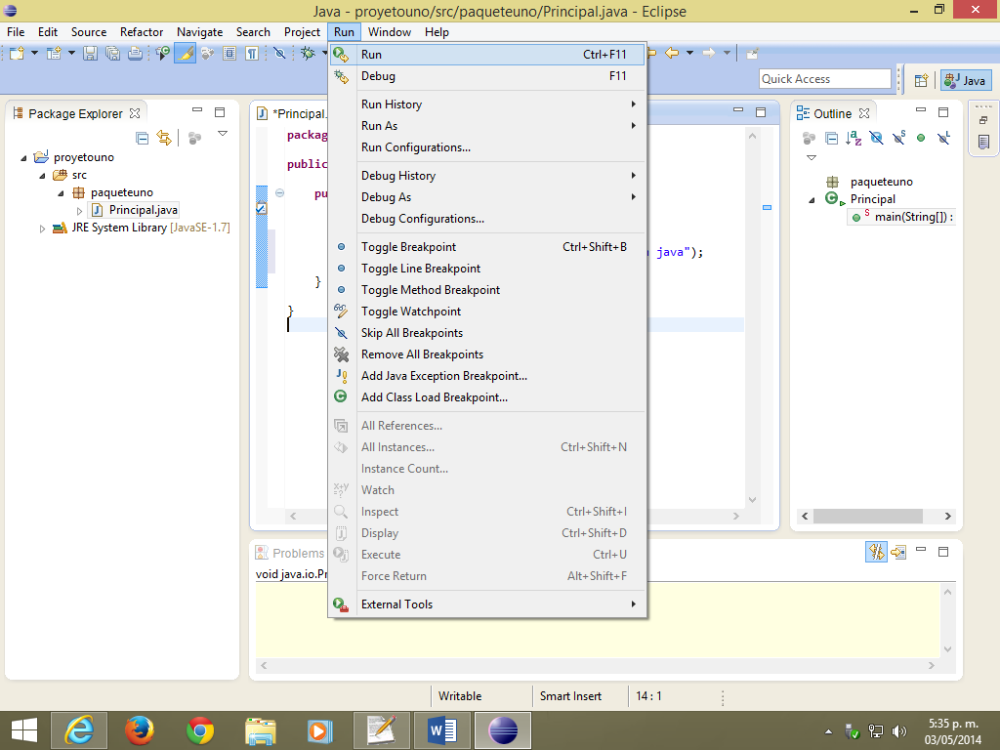 Java - proyetouno/src/paqueteuno/Principal.java - Eclipse
File Edit Source Refactor Navigate Search Project Run Window Help
Quick Access
Java
Package Explorer
proyetouno
src
paqueteuno
Principal.java
JRE System Library [JavaSE-1.7]
*Principal.
packag
public
pu
java");
}
}
Run Ctrl+F11
Debug F11
Run History
Run As
Run Configurations...
Debug History
Debug As
Debug Configurations...
Toggle Breakpoint Ctrl+Shift+B
Toggle Line Breakpoint
Toggle Method Breakpoint
Toggle Watchpoint
Skip All Breakpoints
Remove All Breakpoints
Add Java Exception Breakpoint...
Add Class Load Breakpoint...
All References...
All Instances... Ctrl+Shift+N
Instance Count...
Watch
Inspect Ctrl+Shift+I
Display Ctrl+Shift+D
Execute Ctrl+U
Force Return Alt+Shift+F
External Tools
Outline
paqueteuno
Principal
main(String[]) :
Problems
void java.io.Pr
Writable Smart Insert 14 : 1
5:35 p. m.
03/05/2014